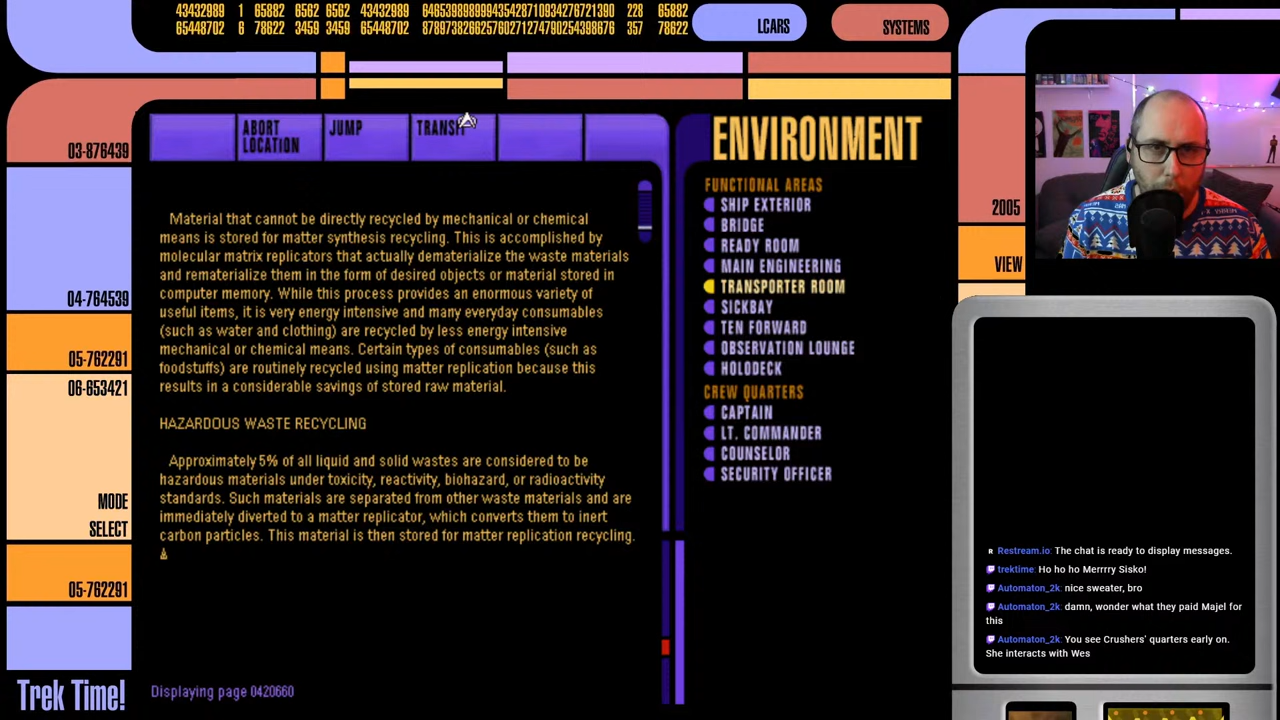 43432989 1 65882 6562 6562 43432989 64653989899943542871093427672139​0 228 65882
65448702 6 78622 3459 3459 65448702 87897382662576027127479025439867​6 357 78622
LCARS
SYSTEMS
03-876439
04-764539
05-762291
06-653421
MODE
SELECT
05-762291
Trek Time!
ABORT
LOCATION
JUMP
TRANSIT
Material that cannot be directly recycled by mechanical or chemical
means is stored for matter synthesis recycling. This is accomplished by
molecular matrix replicators that actually dematerialize the waste materials
and rematerialize them in the form of desired objects or material stored in
computer memory. While this process provides an enormous variety of
useful items, it is very energy intensive and many everyday consumables
(such as water and clothing) are recycled by less energy intensive
mechanical or chemical means. Certain types of consumables (such as
foodstuffs) are routinely recycled using matter replication because this
results in a considerable savings of stored raw material.
HAZARDOUS WASTE RECYCLING
Approximately 5% of all liquid and solid wastes are considered to be
hazardous materials under toxicity, reactivity, biohazard, or radioactivity
standards. Such materials are separated from other waste materials and are
immediately diverted to a matter replicator, which converts them to inert
carbon particles. This material is then stored for matter replication recycling.
Displaying page 0420660
ENVIRONMENT
FUNCTIONAL AREAS
SHIP EXTERIOR
BRIDGE
READY ROOM
MAIN ENGINEERING
TRANSPORTER ROOM
SICKBAY
TEN FORWARD
OBSERVATION LOUNGE
HOLODECK
CREW QUARTERS
CAPTAIN
LT. COMMANDER
COUNSELOR
SECURITY OFFICER
2005
VIEW
Restream.io: The chat is ready to display messages.
trektime: Ho ho ho Merrrry Sisko!
Automaton_2k: nice sweater, bro
Automaton_2k: damn, wonder what they paid Majel for
this
Automaton_2k: You see Crushers' quarters early on.
She interacts with Wes